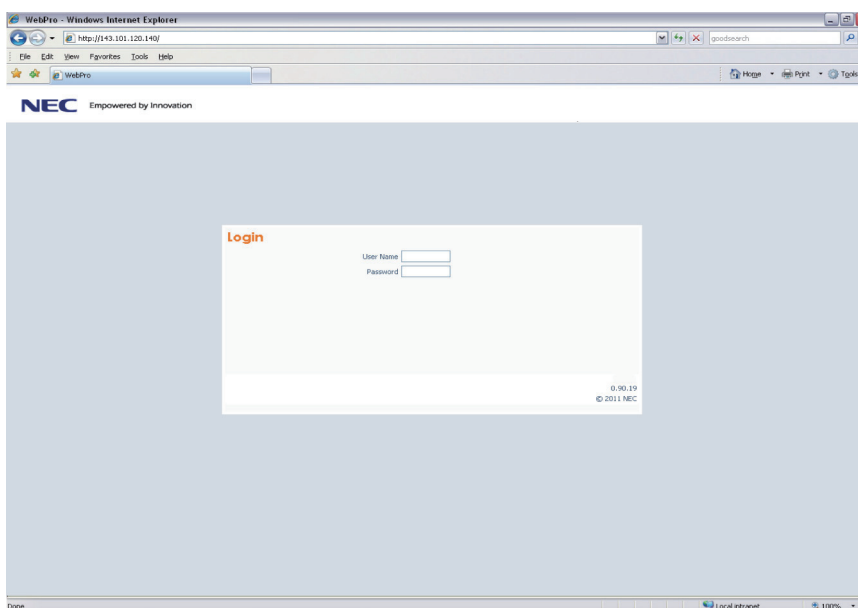 WebPro - Windows Internet Explorer
http://143.101.120.140/
goodsearch
File Edit View Favorites Tools Help
WebPro
Home Print Tools
NEC Empowered by Innovation
Login
User Name
Password
0.90.19
© 2011 NEC
Done
Local intranet
100%